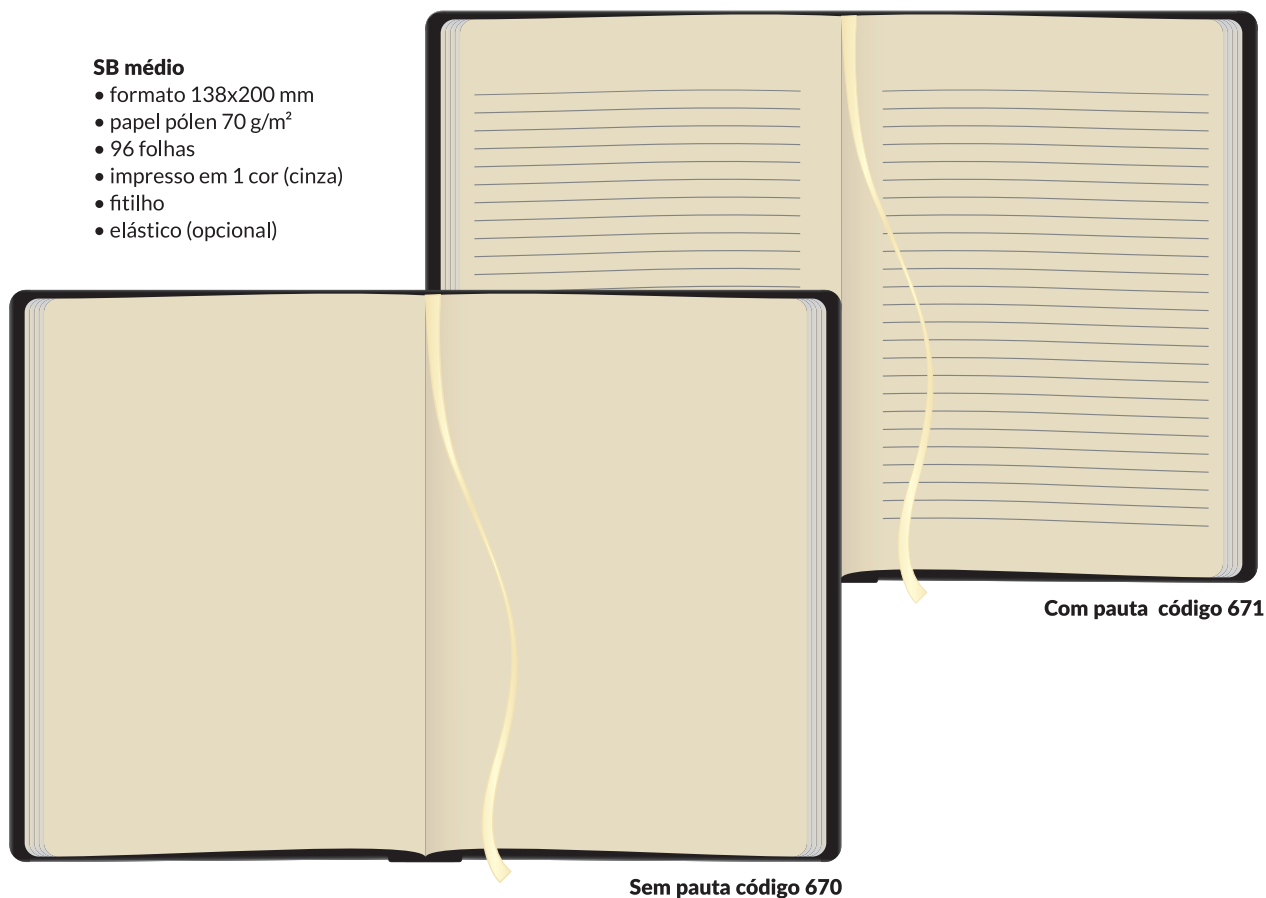 SB médio
• formato 138x200 mm
• papel pólen 70 g/m²
• 96 folhas
• impresso em 1 cor (cinza)
• fitilho
• elástico (opcional)
Com pauta  código 671
Sem pauta código 670